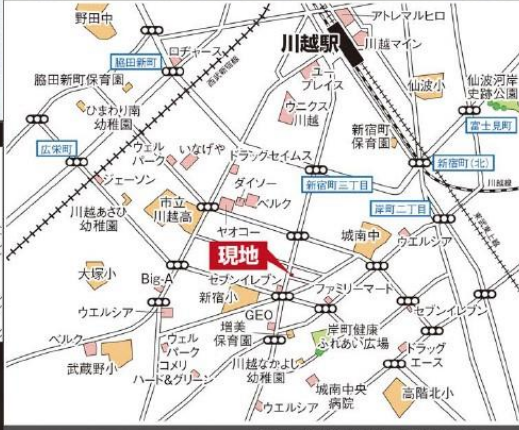 野田中
アトレマルヒロ
川越駅
川越マイン
ロヂャース
脇田新町
西武新宿線
ユー
プレイス
仙波小
仙波河岸
史跡公園
脇田新町保育園
ひまわり南
幼稚園
ウニクス
川越
富士見町
新宿町
保育園
広栄町
ウェル
パーク
いなげや
ドラッグセイムス
新宿町(北)
川越線
ジェーソン
ダイソー
新宿町三丁目
川越あさひ
幼稚園
市立
川越高
ベルク
岸町二丁目
東武東上線
ヤオコー
城南中
ウエルシア
現地
大塚小
Big-A
セブンイレブン
新宿小
ファミリーマート
ウエルシア
GEO
セブンイレブン
増美
保育園
岸町健康
ふれあい広場
ベルク
ウェル
パーク
武蔵野小
コメリ
ハード&グリーン
川越なかよし
幼稚園
ドラッグ
エース
城南中央
病院
高階北小
ウエルシア